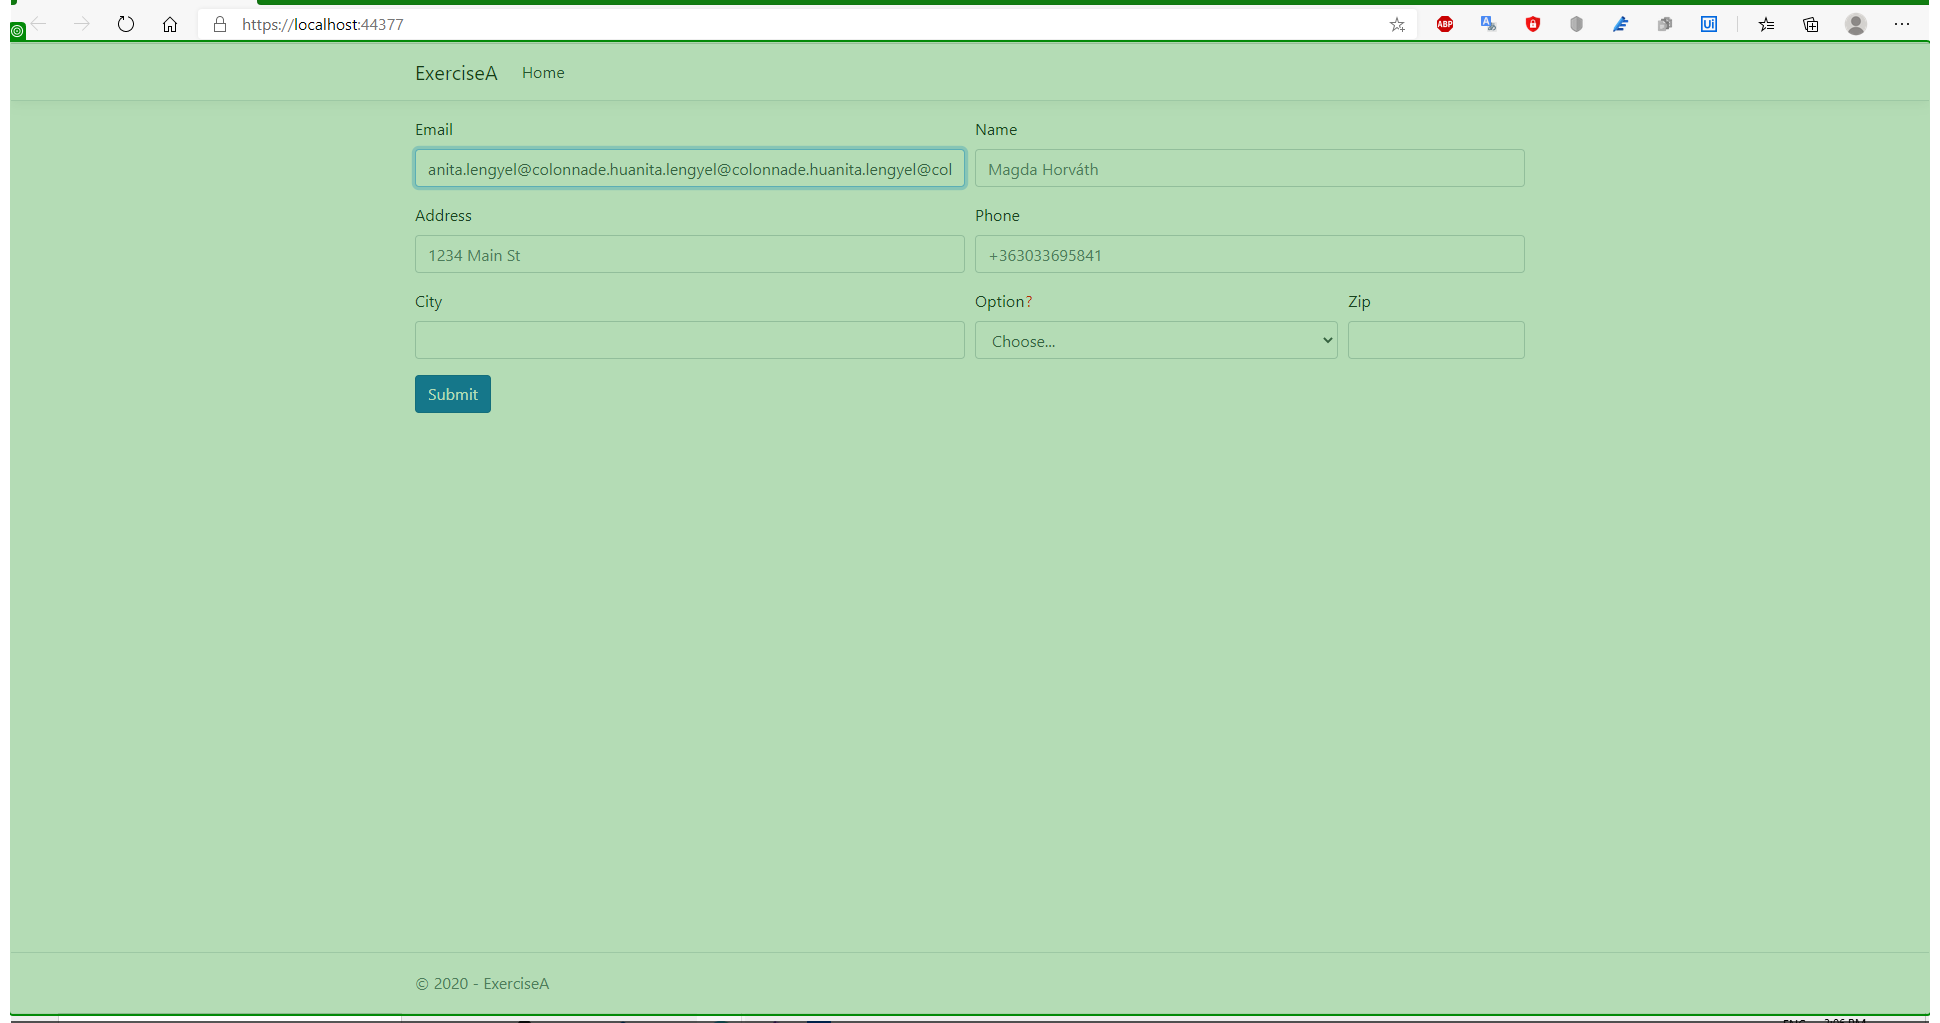 https://localhost:44377
ABP
Ui
ExerciseA Home
Email Name
anita.lengyel@colonnade.huanita.lengyel@colonnade.huanita.lengyel@col Magda Horváth
Address Phone
1234 Main St +363033695841
City Option? Zip
Choose...
Submit
© 2020 - ExerciseA